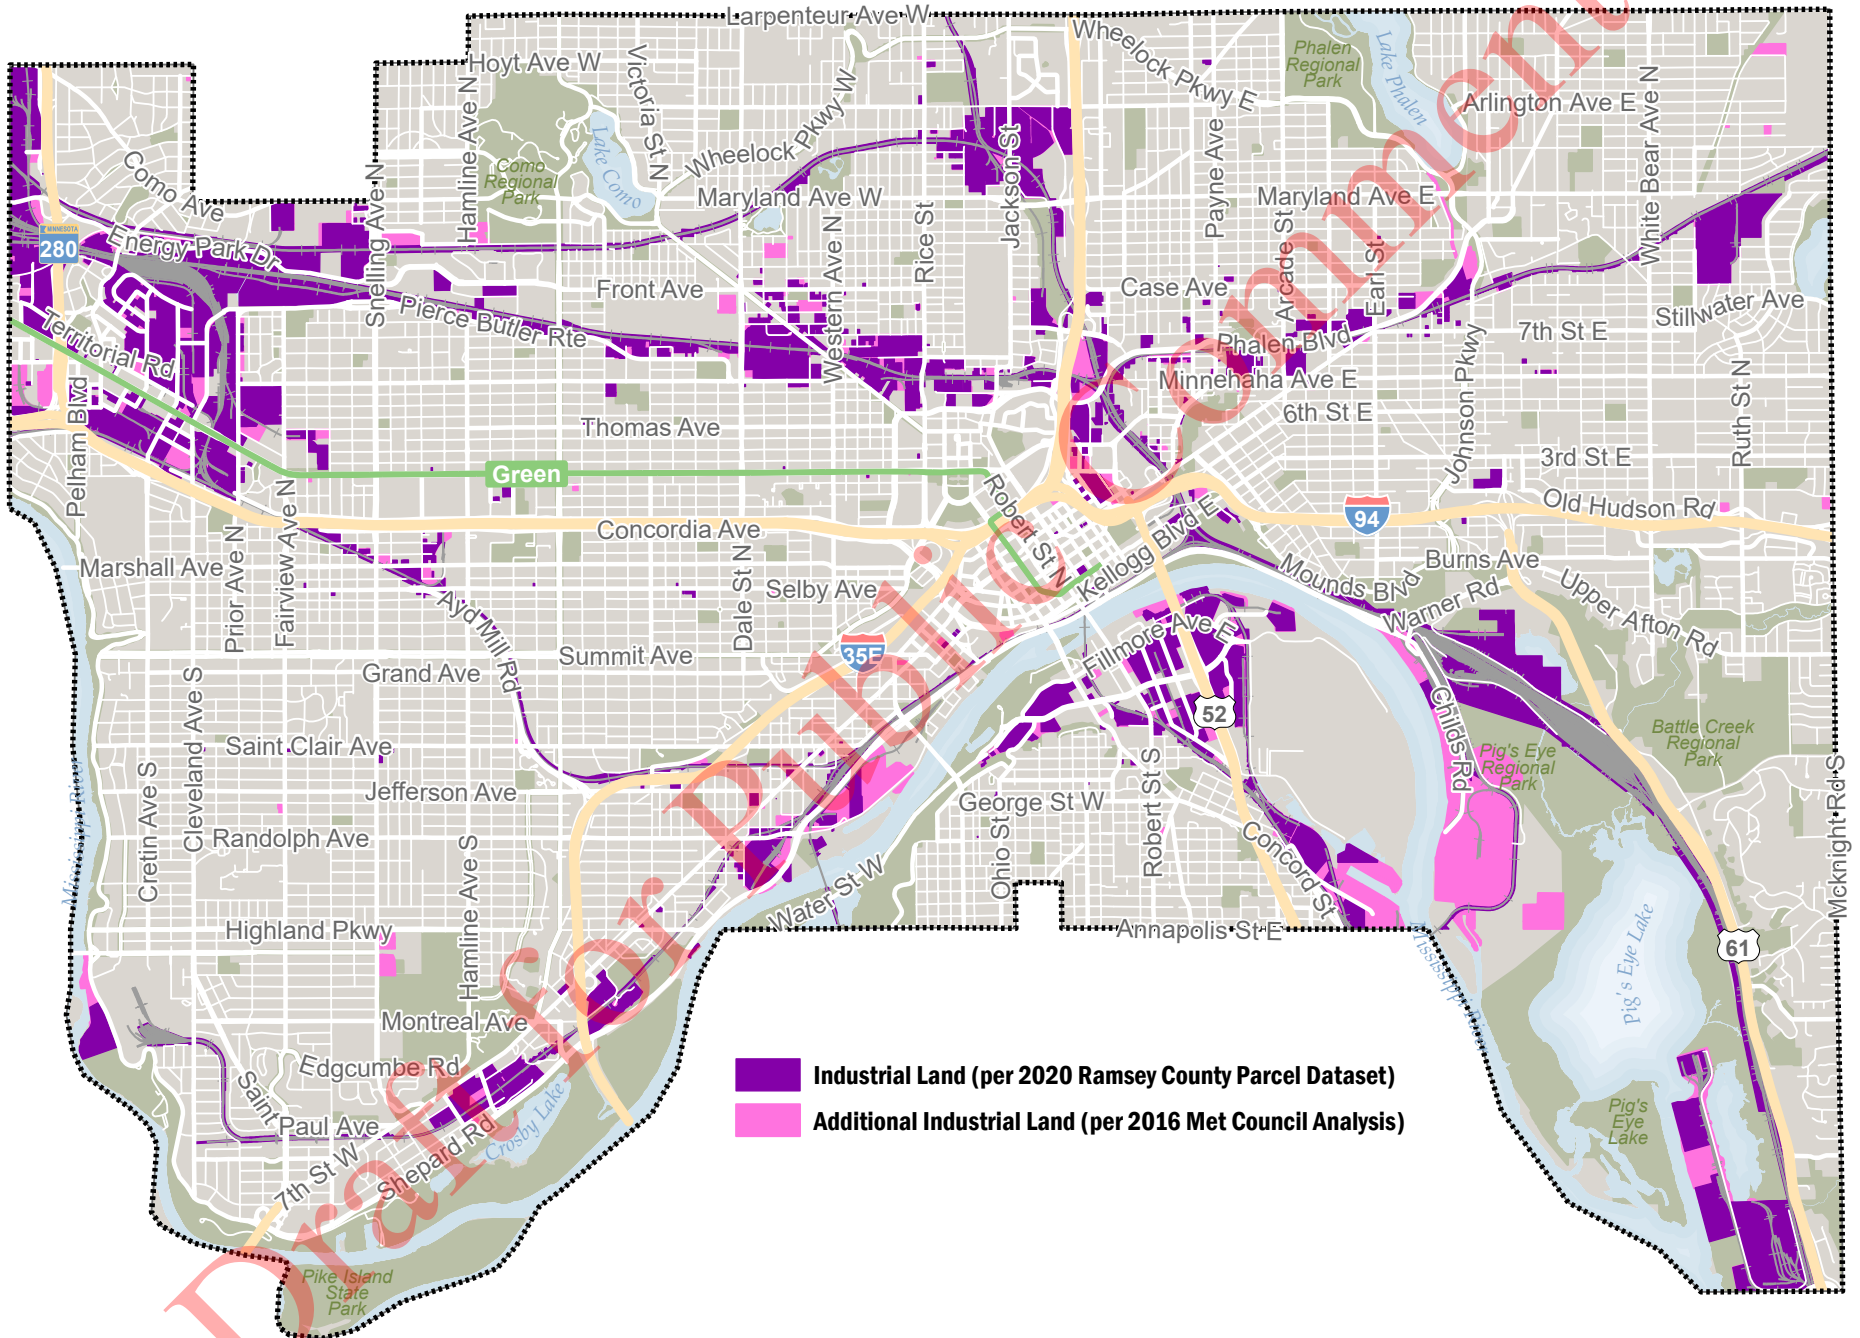 Larpenteur Ave W
Wheelock Pkwy E
Phalen
Regional
Park
Lake Phalen
Hoyt Ave W
Victoria St N
Hamline Ave N
Arlington Ave E
White Bear Ave N
Como Ave
Snelling Ave N
Como
Regional
Park
Lake Como
Wheelock Pkwy W
Maryland Ave W
Jackson St
Payne Ave
Maryland Ave E
MINNESOTA
280
Energy Park Dr
Western Ave N
Rice St
Arcade St
Earl St
Front Ave
Case Ave
Stillwater Ave
Pierce Butler Rte
Territorial Rd
Phalen Blvd
7th St E
Johnson Pkwy
Minnehaha Ave E
6th St E
Ruth St N
Pelham Blvd
Thomas Ave
3rd St E
Green
Robert St N
Old Hudson Rd
94
Prior Ave N
Fairview Ave N
Concordia Ave
Kellogg Blvd E
Marshall Ave
Dale St N
Selby Ave
Mounds Blvd
Burns Ave
Upper Afton Rd
Warner Rd
Ayd Mill Rd
35E
Summit Ave
Fillmore Ave E
Grand Ave
Cleveland Ave S
52
Childs Rd
Battle Creek
Regional
Park
Pig's Eye
Regional
Park
Saint Clair Ave
Robert St S
Mississippi River
Cretin Ave S
Jefferson Ave
George St W
Ohio St
Mcknight Rd S
Randolph Ave
Hamline Ave S
Concord St
Water St W
Highland Pkwy
Annapolis St E
Mississippi River
Pig's Eye Lake
61
Montreal Ave
Edgcumbe Rd
Saint
Paul Ave
Crosby Lake
7th St W
Shepard Rd
Pig's
Eye
Lake
Pike Island
State
Park
Industrial Land (per 2020 Ramsey County Parcel Dataset)
Additional Industrial Land (per 2016 Met Council Analysis)
Draft for Public Comment